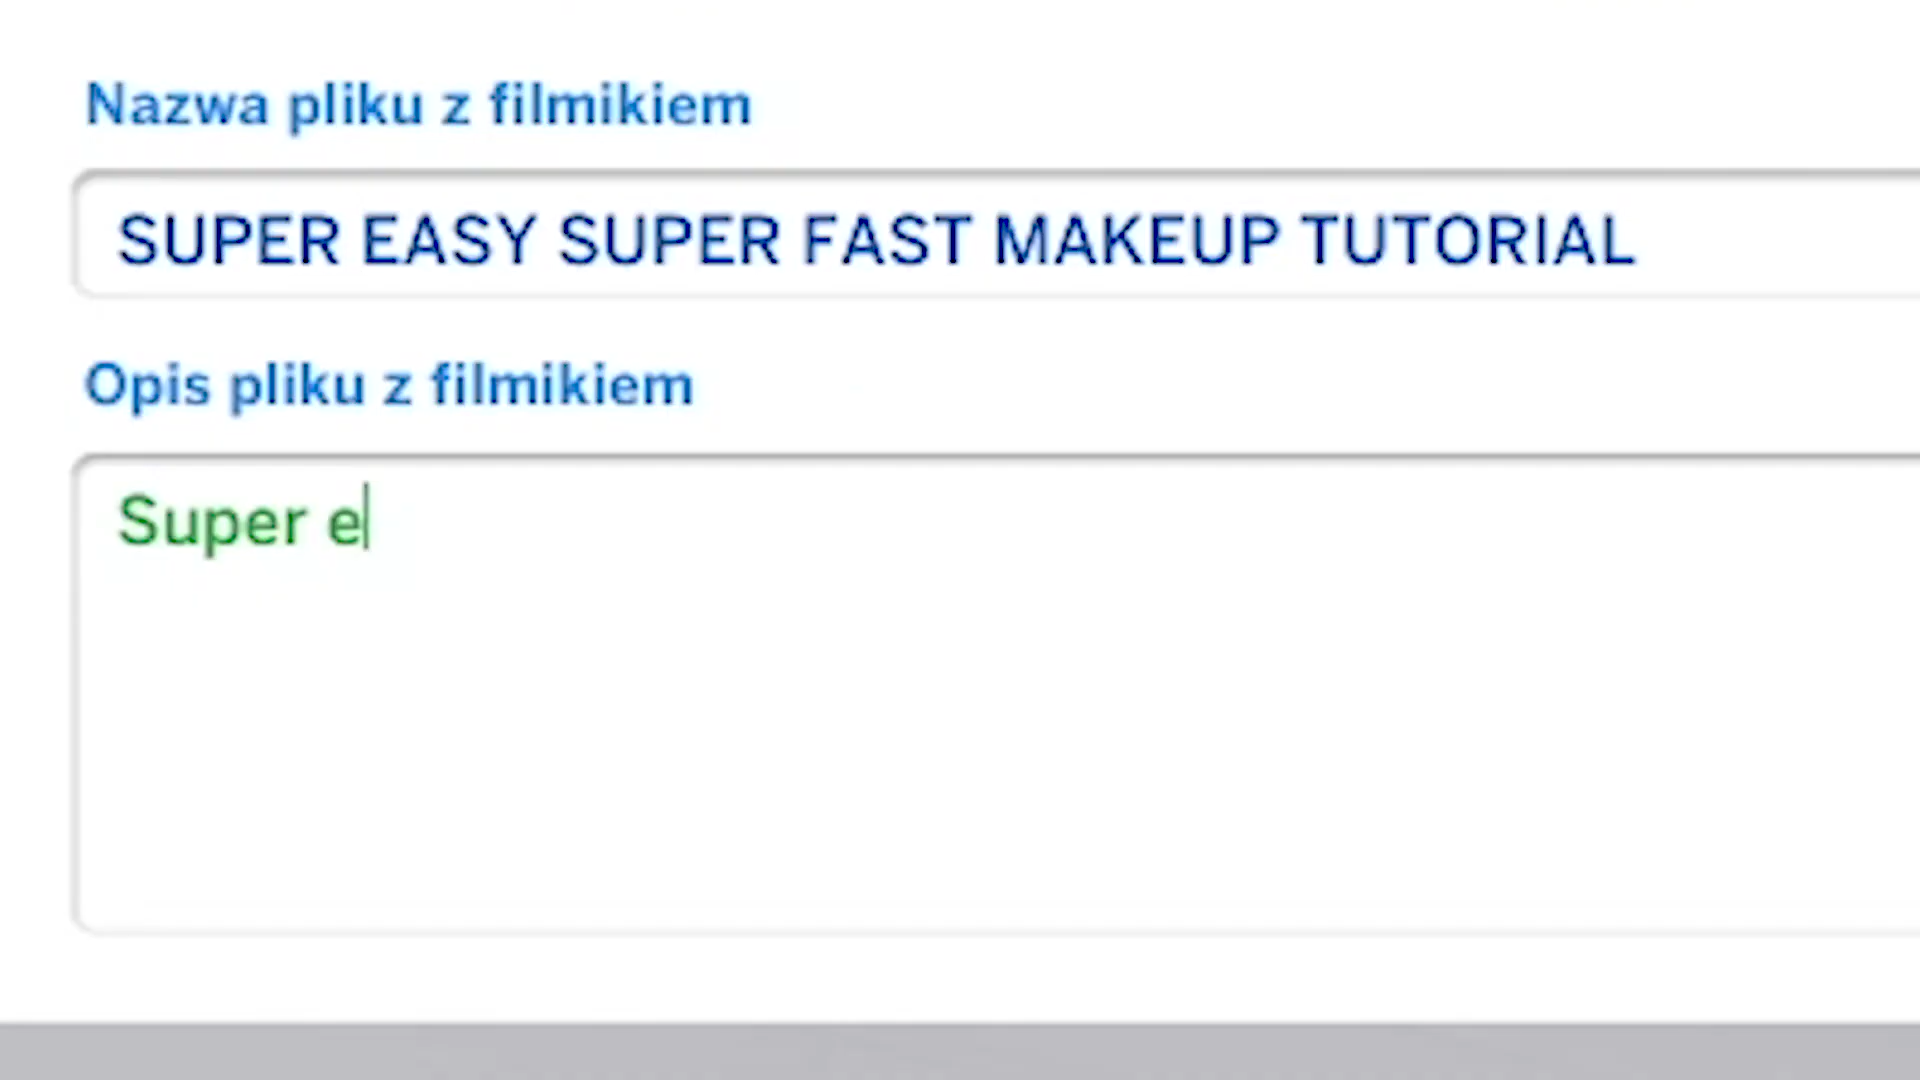 Nazwa pliku z filmikiem
SUPER EASY SUPER FAST MAKEUP TUTORIAL
Opis pliku z filmikiem
Super e